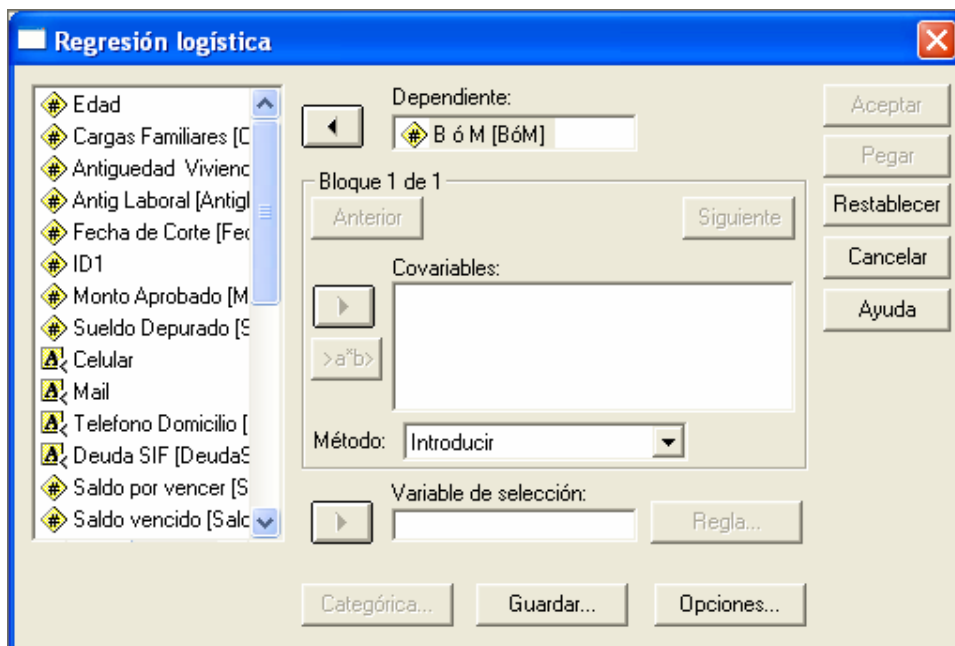 Regresión logística
Edad
Cargas Familiares [C
Antiguedad Viviend
Antig Laboral [Antigl
Fecha de Corte [Fec
ID1
Monto Aprobado [M
Sueldo Depurado [S
Celular
Mail
Telefono Domicilio [
Deuda SIF [DeudaS
Saldo por vencer [S
Saldo vencido [Salc
Dependiente:
B ó M [BóM]
Bloque 1 de 1
Anterior
Siguiente
Covariables:
>a*b>
Método:
Introducir
Variable de selección:
Regla...
Categórica...
Guardar...
Opciones...
Aceptar
Pegar
Restablecer
Cancelar
Ayuda